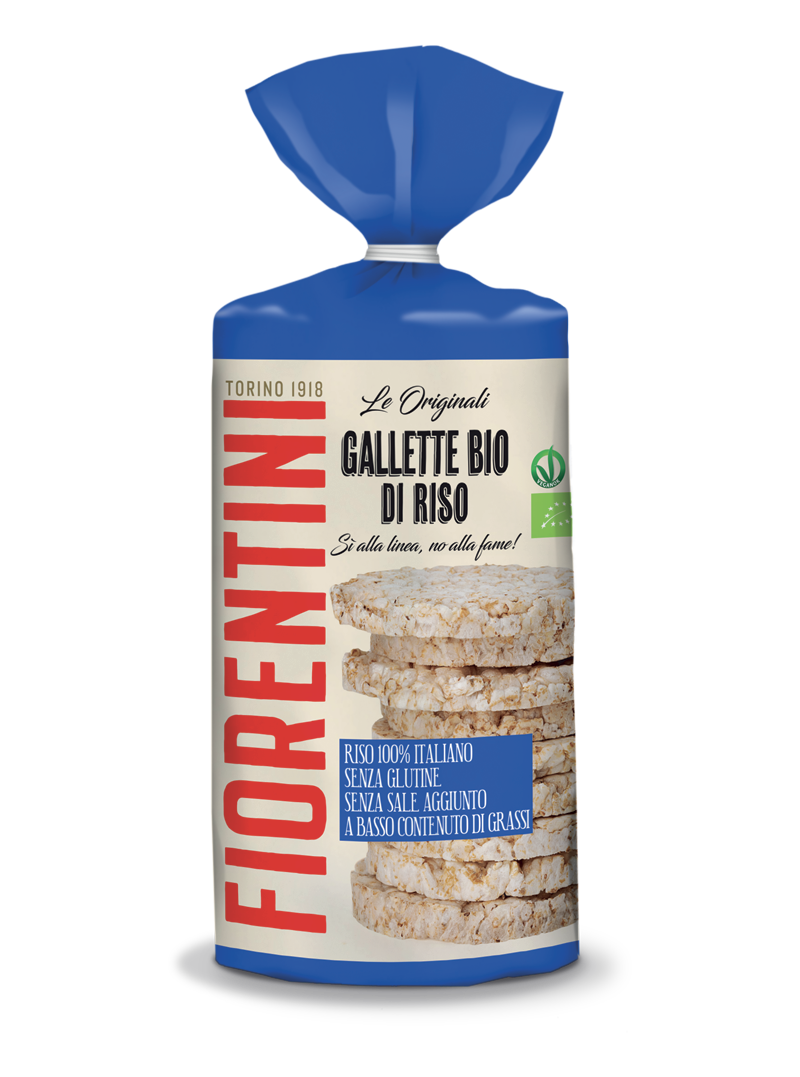 TORINO 1918
FIORENTINI
Le Originali
GALLETTE BIO
DI RISO
Sì alla linea, no alla fame!
VEGANOK
RISO 100% ITALIANO
SENZA GLUTINE
SENZA SALE AGGIUNTO
A BASSO CONTENUTO DI GRASSI